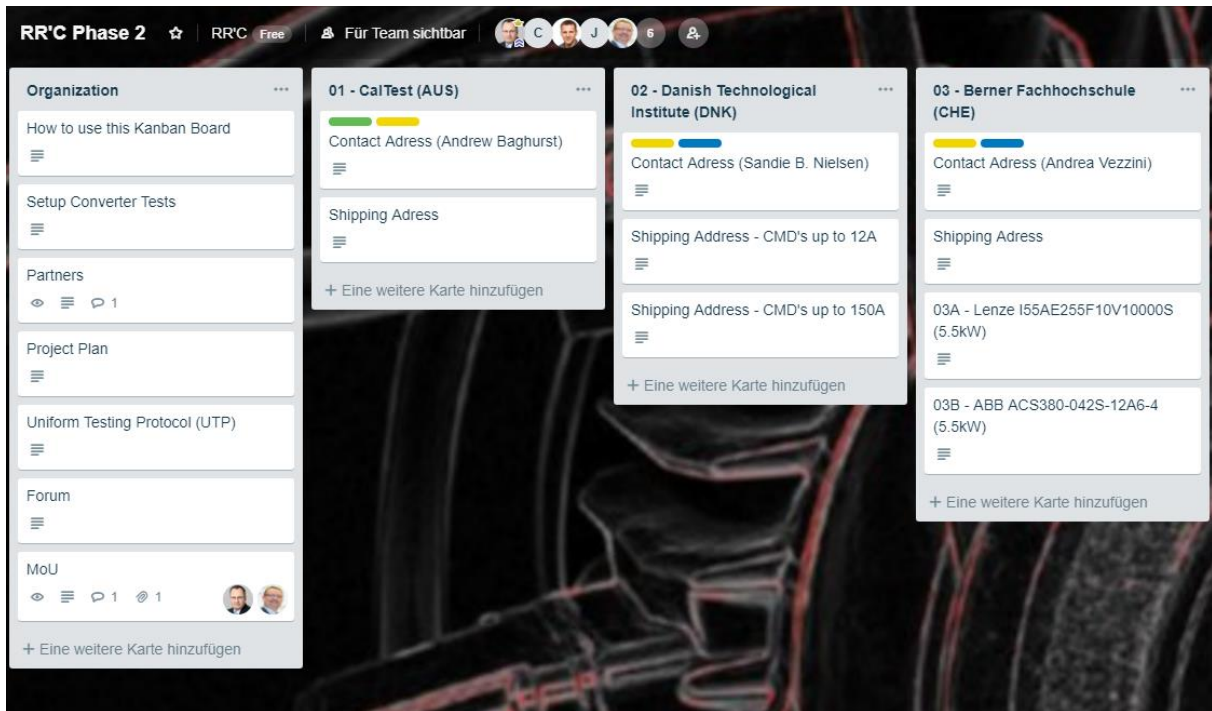 RR'C Phase 2
RR'C Free
Für Team sichtbar
C
J
6
Organization
How to use this Kanban Board
Setup Converter Tests
Partners
1
Project Plan
Uniform Testing Protocol (UTP)
Forum
MoU
1 1
+ Eine weitere Karte hinzufügen
01 - CalTest (AUS)
Contact Adress (Andrew Baghurst)
Shipping Adress
+ Eine weitere Karte hinzufügen
02 - Danish Technological
Institute (DNK)
Contact Adress (Sandie B. Nielsen)
Shipping Address - CMD's up to 12A
Shipping Address - CMD's up to 150A
+ Eine weitere Karte hinzufügen
03 - Berner Fachhochschule
(CHE)
Contact Adress (Andrea Vezzini)
Shipping Adress
03A - Lenze I55AE255F10V10000S
(5.5kW)
03B - ABB ACS380-042S-12A6-4
(5.5kW)
+ Eine weitere Karte hinzufügen